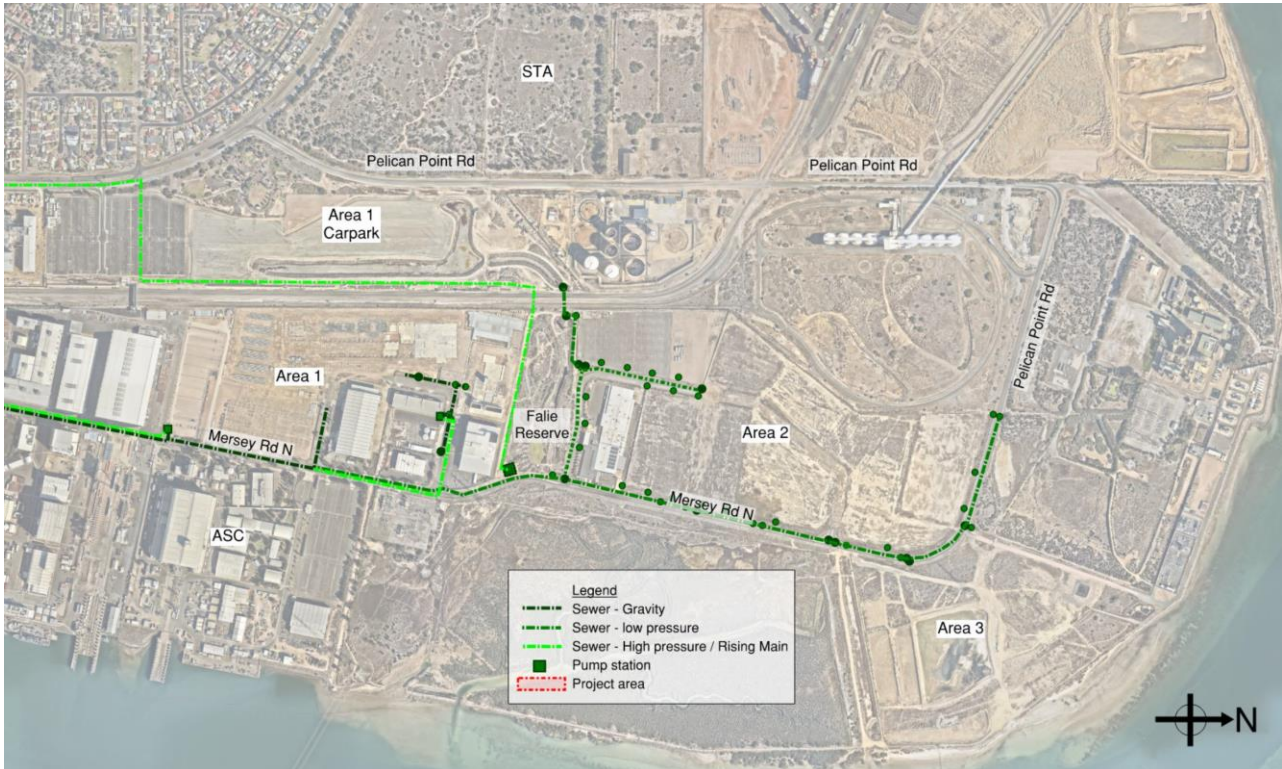 STA
Pelican Point Rd
Pelican Point Rd
Area 1
Carpark
Pelican Point Rd
Area 1
Falie
Reserve
Area 2
Mersey Rd N
Mersey Rd N
ASC
Legend
Sewer - Gravity
Sewer - low pressure
Sewer - High pressure / Rising Main
Pump station
Project area
Area 3
N